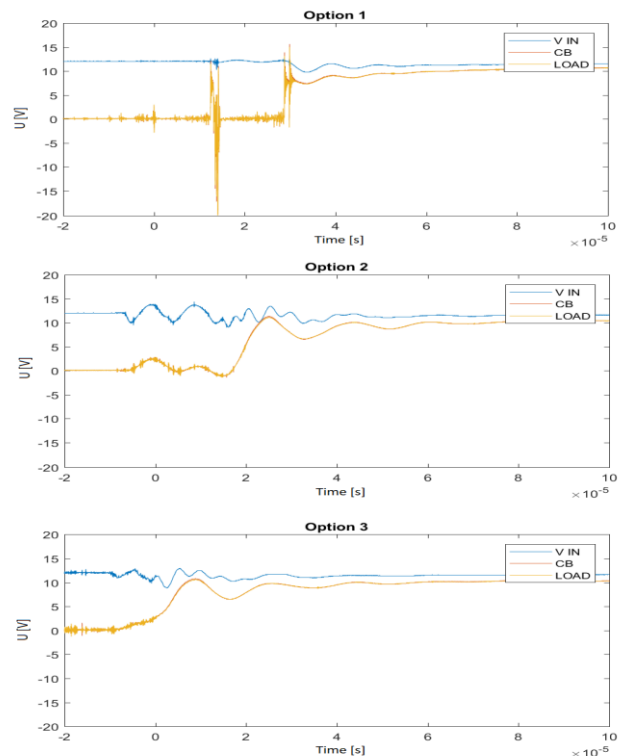 Option 1
20
15
10
5
0
-5
10
15
20
U [V]
V IN
CB
LOAD
-2 0 2 4 6 8 10
Time [s]
× 10⁻⁵
Option 2
20
15
10
5
0
-5
-10
-15
-20
U [V]
V IN
CB
LOAD
-2 0 2 4 6 8 10
Time [s]
× 10⁻⁵
Option 3
20
15
10
5
0
-5
-10
-15
-20
U [V]
V IN
CB
LOAD
-2 0 2 4 6 8 10
Time [s]
× 10⁻⁵